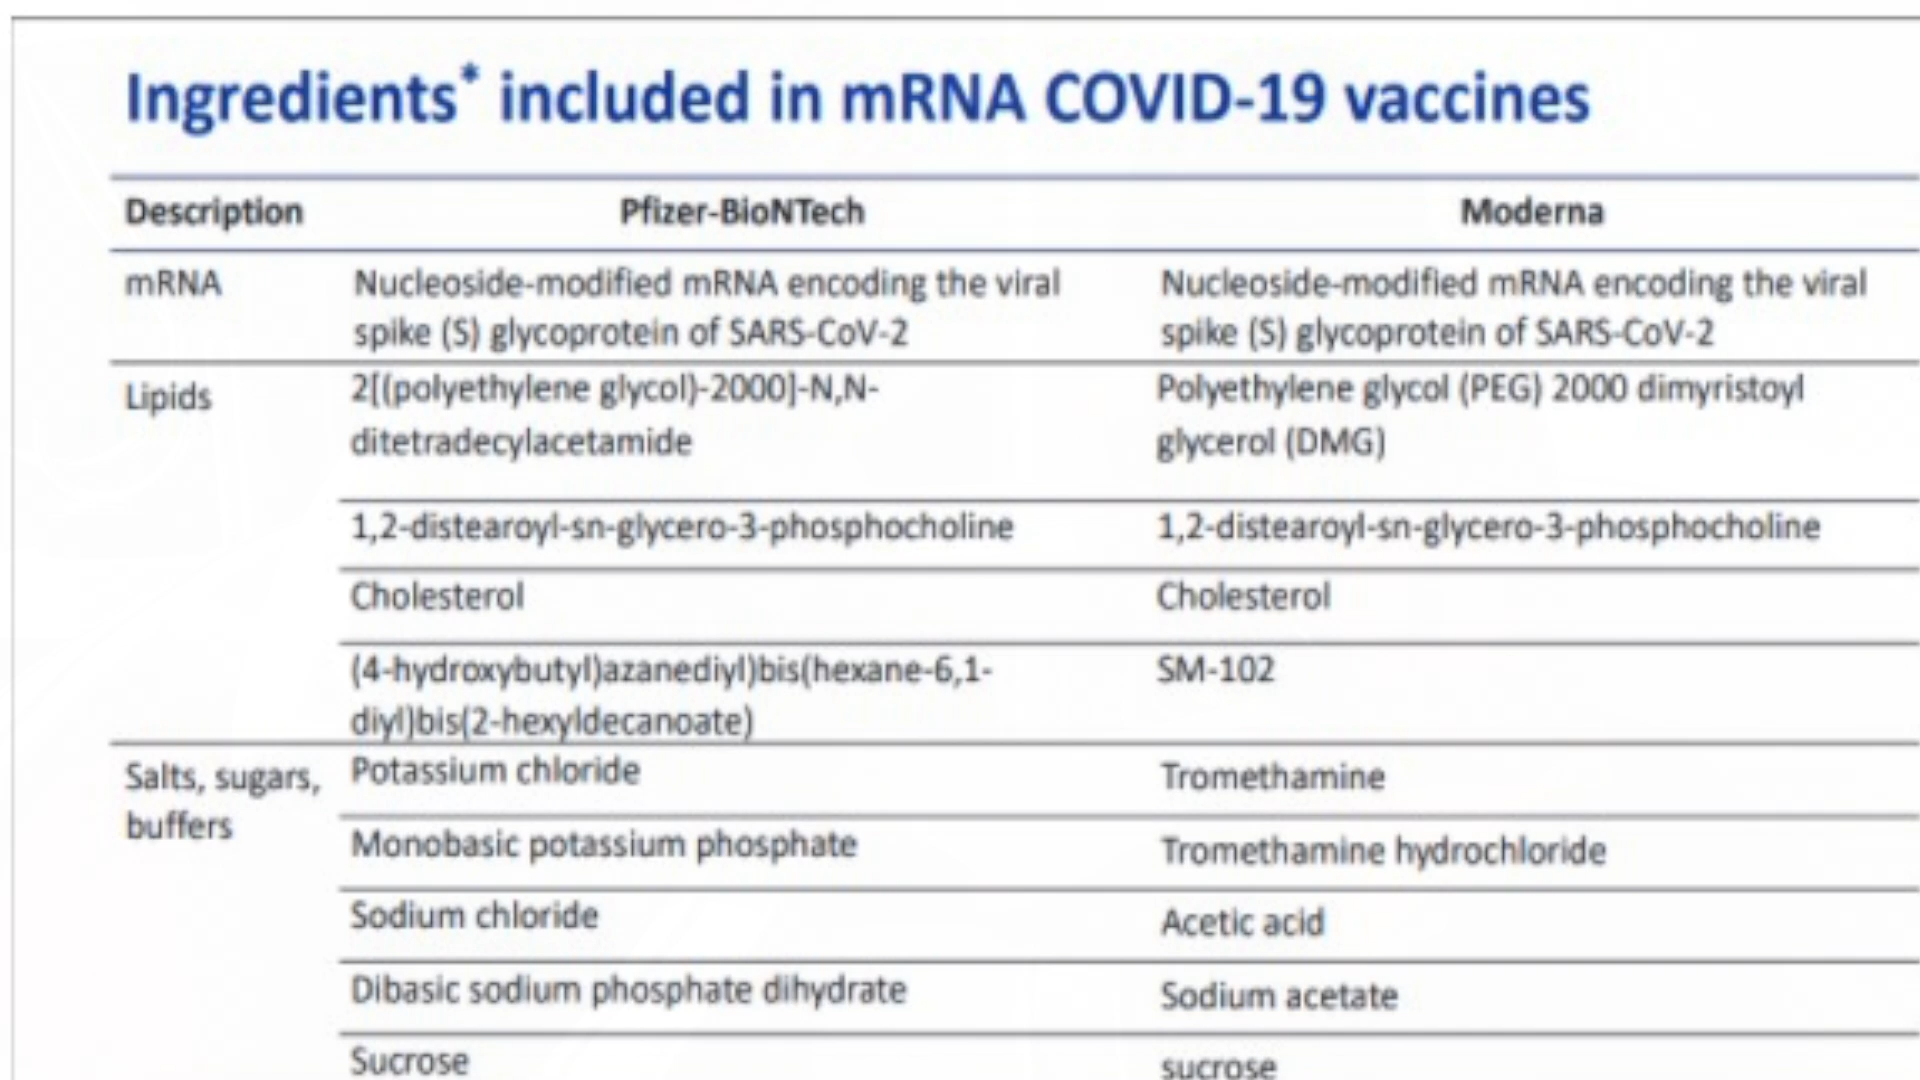 Ingredients* included in mRNA COVID-19 vaccines
Description Pfizer-BioNTech Moderna
mRNA Nucleoside-modified mRNA encoding the viral Nucleoside-modified mRNA encoding the viral
spike (S) glycoprotein of SARS-CoV-2 spike (S) glycoprotein of SARS-CoV-2
Lipids 2[(polyethylene glycol)-2000]-N,N- Polyethylene glycol (PEG) 2000 dimyristoyl
ditetradecylacetamide glycerol (DMG)
1,2-distearoyl-sn-glycero-3-phosphocholine 1,2-distearoyl-sn-glycero-3-phosphocholine
Cholesterol Cholesterol
(4-hydroxybutyl)azanediyl)bis(hexane-6,1- SM-102
diyl)bis(2-hexyldecanoate)
Salts, sugars, Potassium chloride Tromethamine
buffers
Monobasic potassium phosphate Tromethamine hydrochloride
Sodium chloride Acetic acid
Dibasic sodium phosphate dihydrate Sodium acetate
Sucrose sucrose